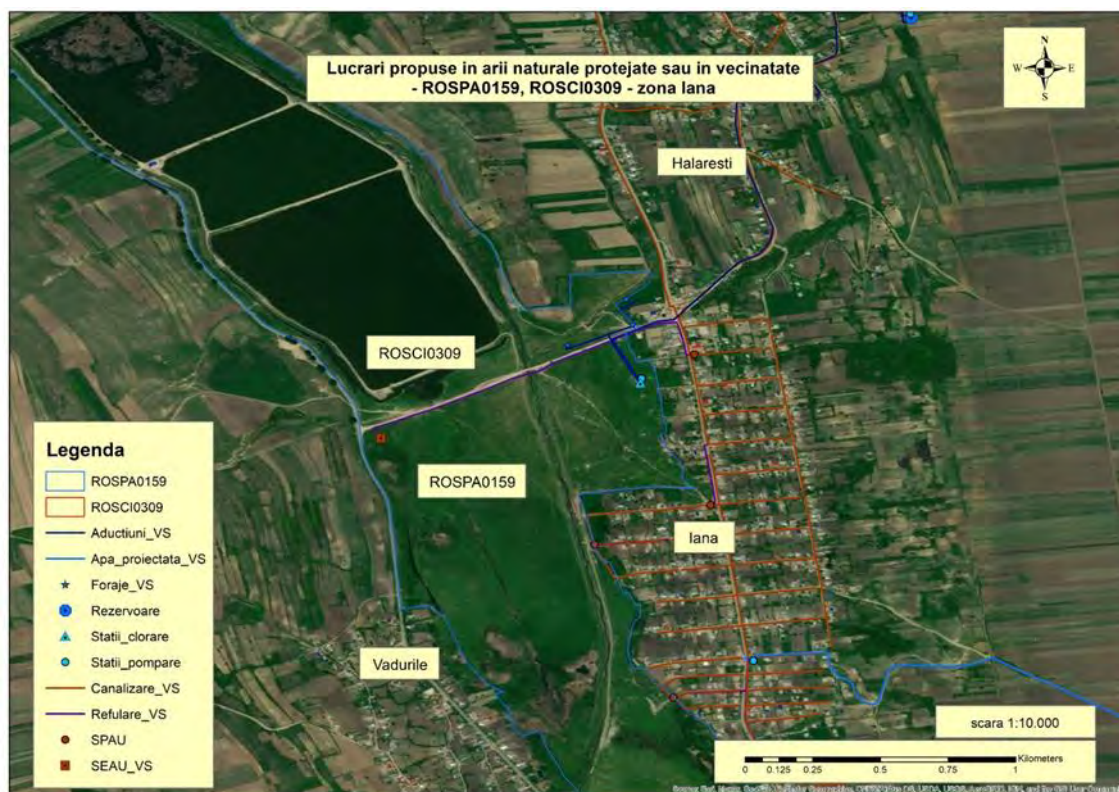 Lucrari propuse in arii naturale protejate sau in vecinatate
- ROSPA0159, ROSCI0309 - zona Iana
N
W
E
S
Halaresti
ROSCI0309
ROSPA0159
Iana
Vadurile
Legenda
ROSPA0159
ROSCI0309
Aductiuni_VS
Apa_proiectata_VS
Foraje_VS
Rezervoare
Statii_clorare
Statii_pompare
Canalizare_VS
Refulare_VS
SPAU
SEAU_VS
scara 1:10.000
Kilometers
0 0.125 0.25 0.5 0.75 1